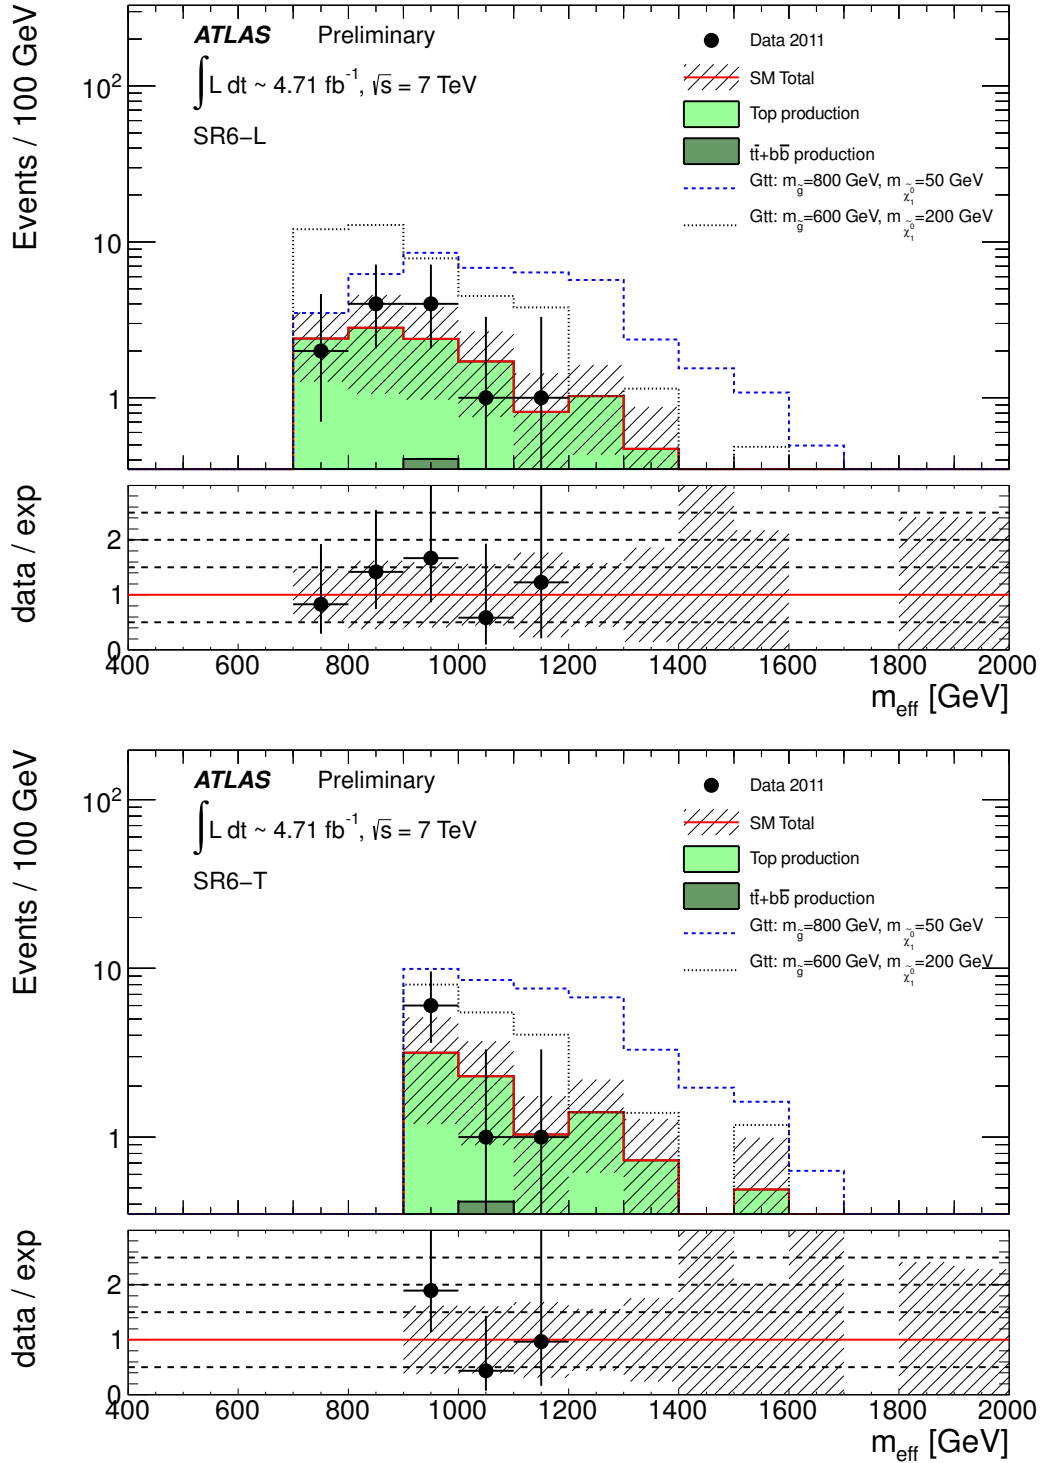 ATLAS Preliminary
∫ L dt ~ 4.71 fb⁻¹, √s = 7 TeV
SR6−L
Data 2011
SM Total
Top production
tt̄+bb̄ production
Gtt: m_g̃=800 GeV, m_χ̃₁⁰=50 GeV
Gtt: m_g̃=600 GeV, m_χ̃₁⁰=200 GeV
Events / 100 GeV
10²
10
1
data / exp
2
1
0
400 600 800 1000 1200 1400 1600 1800 2000
m_eff [GeV]
ATLAS Preliminary
∫ L dt ~ 4.71 fb⁻¹, √s = 7 TeV
SR6−T
Data 2011
SM Total
Top production
tt̄+bb̄ production
Gtt: m_g̃=800 GeV, m_χ̃₁⁰=50 GeV
Gtt: m_g̃=600 GeV, m_χ̃₁⁰=200 GeV
Events / 100 GeV
10²
10
1
data / exp
2
1
0
400 600 800 1000 1200 1400 1600 1800 2000
m_eff [GeV]